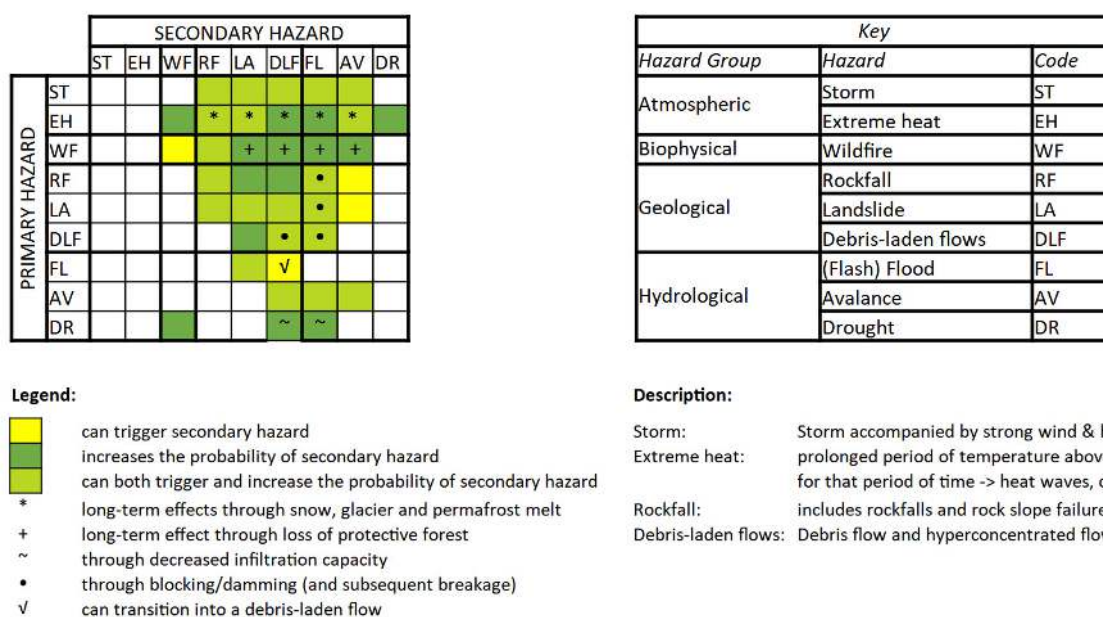 SECONDARY HAZARD
ST EH WF RF LA DLF FL AV DR
PRIMARY HAZARD
ST
EH * * * * *
WF + + + +
RF •
LA •
DLF • •
FL √
AV
DR ~ ~
Key
Hazard Group Hazard Code
Atmospheric Storm ST
Extreme heat EH
Biophysical Wildfire WF
Geological Rockfall RF
Landslide LA
Debris-laden flows DLF
Hydrological (Flash) Flood FL
Avalance AV
Drought DR
Legend:
can trigger secondary hazard
increases the probability of secondary hazard
can both trigger and increase the probability of secondary hazard
* long-term effects through snow, glacier and permafrost melt
+ long-term effect through loss of protective forest
~ through decreased infiltration capacity
• through blocking/damming (and subsequent breakage)
√ can transition into a debris-laden flow
Description:
Storm: Storm accompanied by strong wind &
Extreme heat: prolonged period of temperature
for that period of time -> heat waves,
Rockfall: includes rockfalls and rock slope
Debris-laden flows: Debris flow and hyperconcentrated